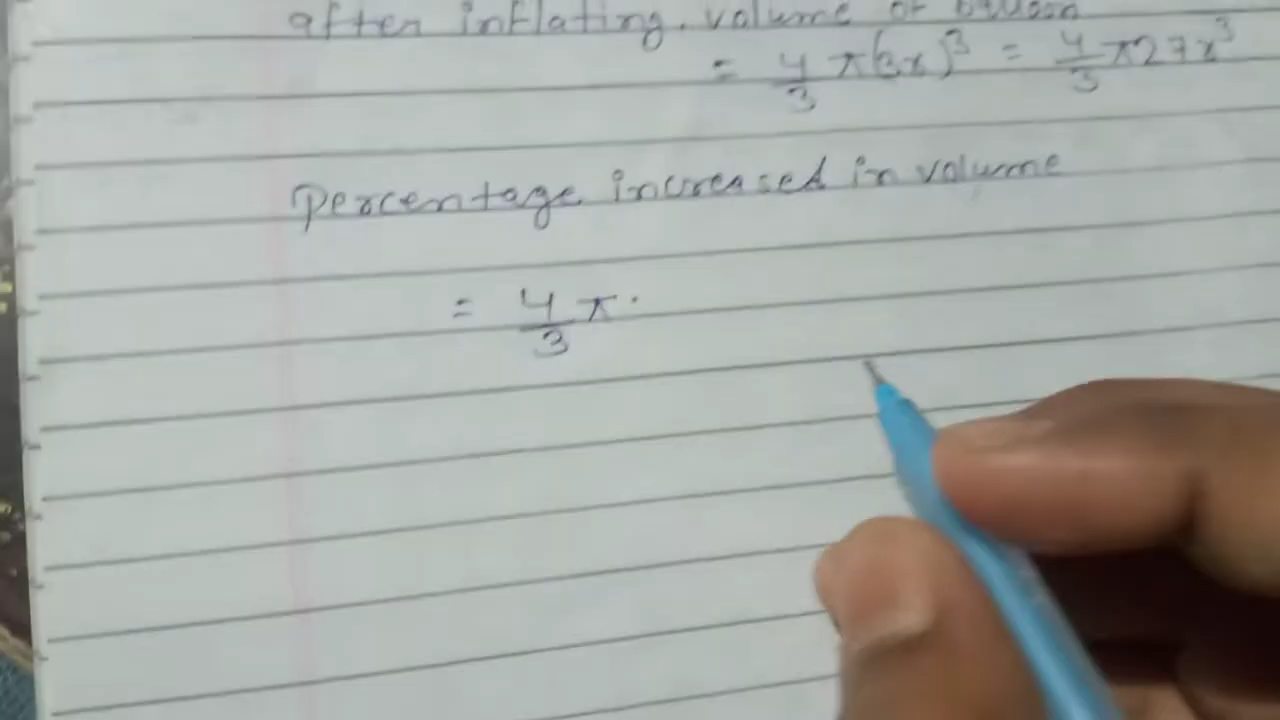 after inflating. volume of balloon
= 4/3 π(3x)³ = 4/3 π27x³
percentage increased in volume
= 4/3 π.